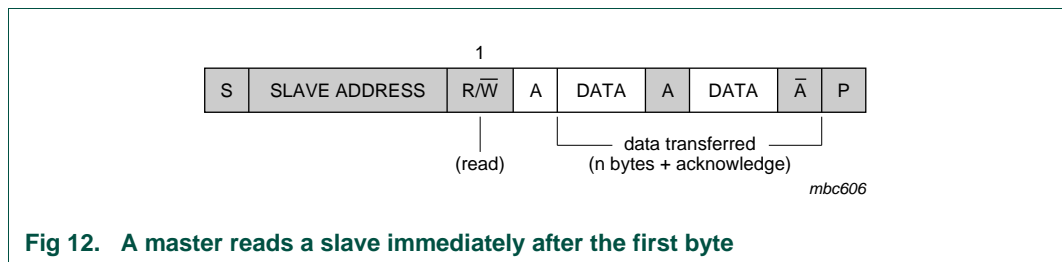 1
S SLAVE ADDRESS R/W̅ A DATA A DATA A̅ P
(read)
data transferred
(n bytes + acknowledge)
mbc606
Fig 12. A master reads a slave immediately after the first byte